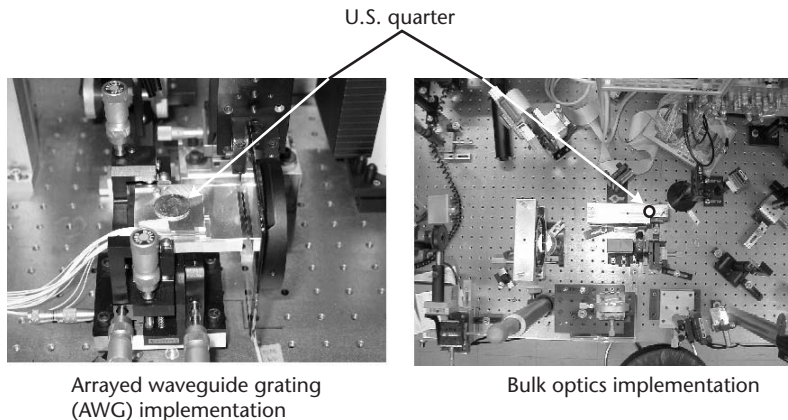 U.S. quarter
Arrayed waveguide grating
(AWG) implementation
Bulk optics implementation